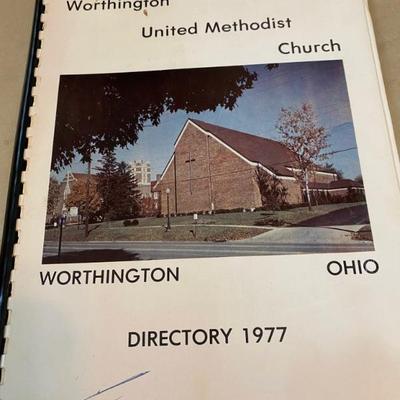 Worthington
United Methodist
Church
WORTHINGTON OHIO
DIRECTORY 1977